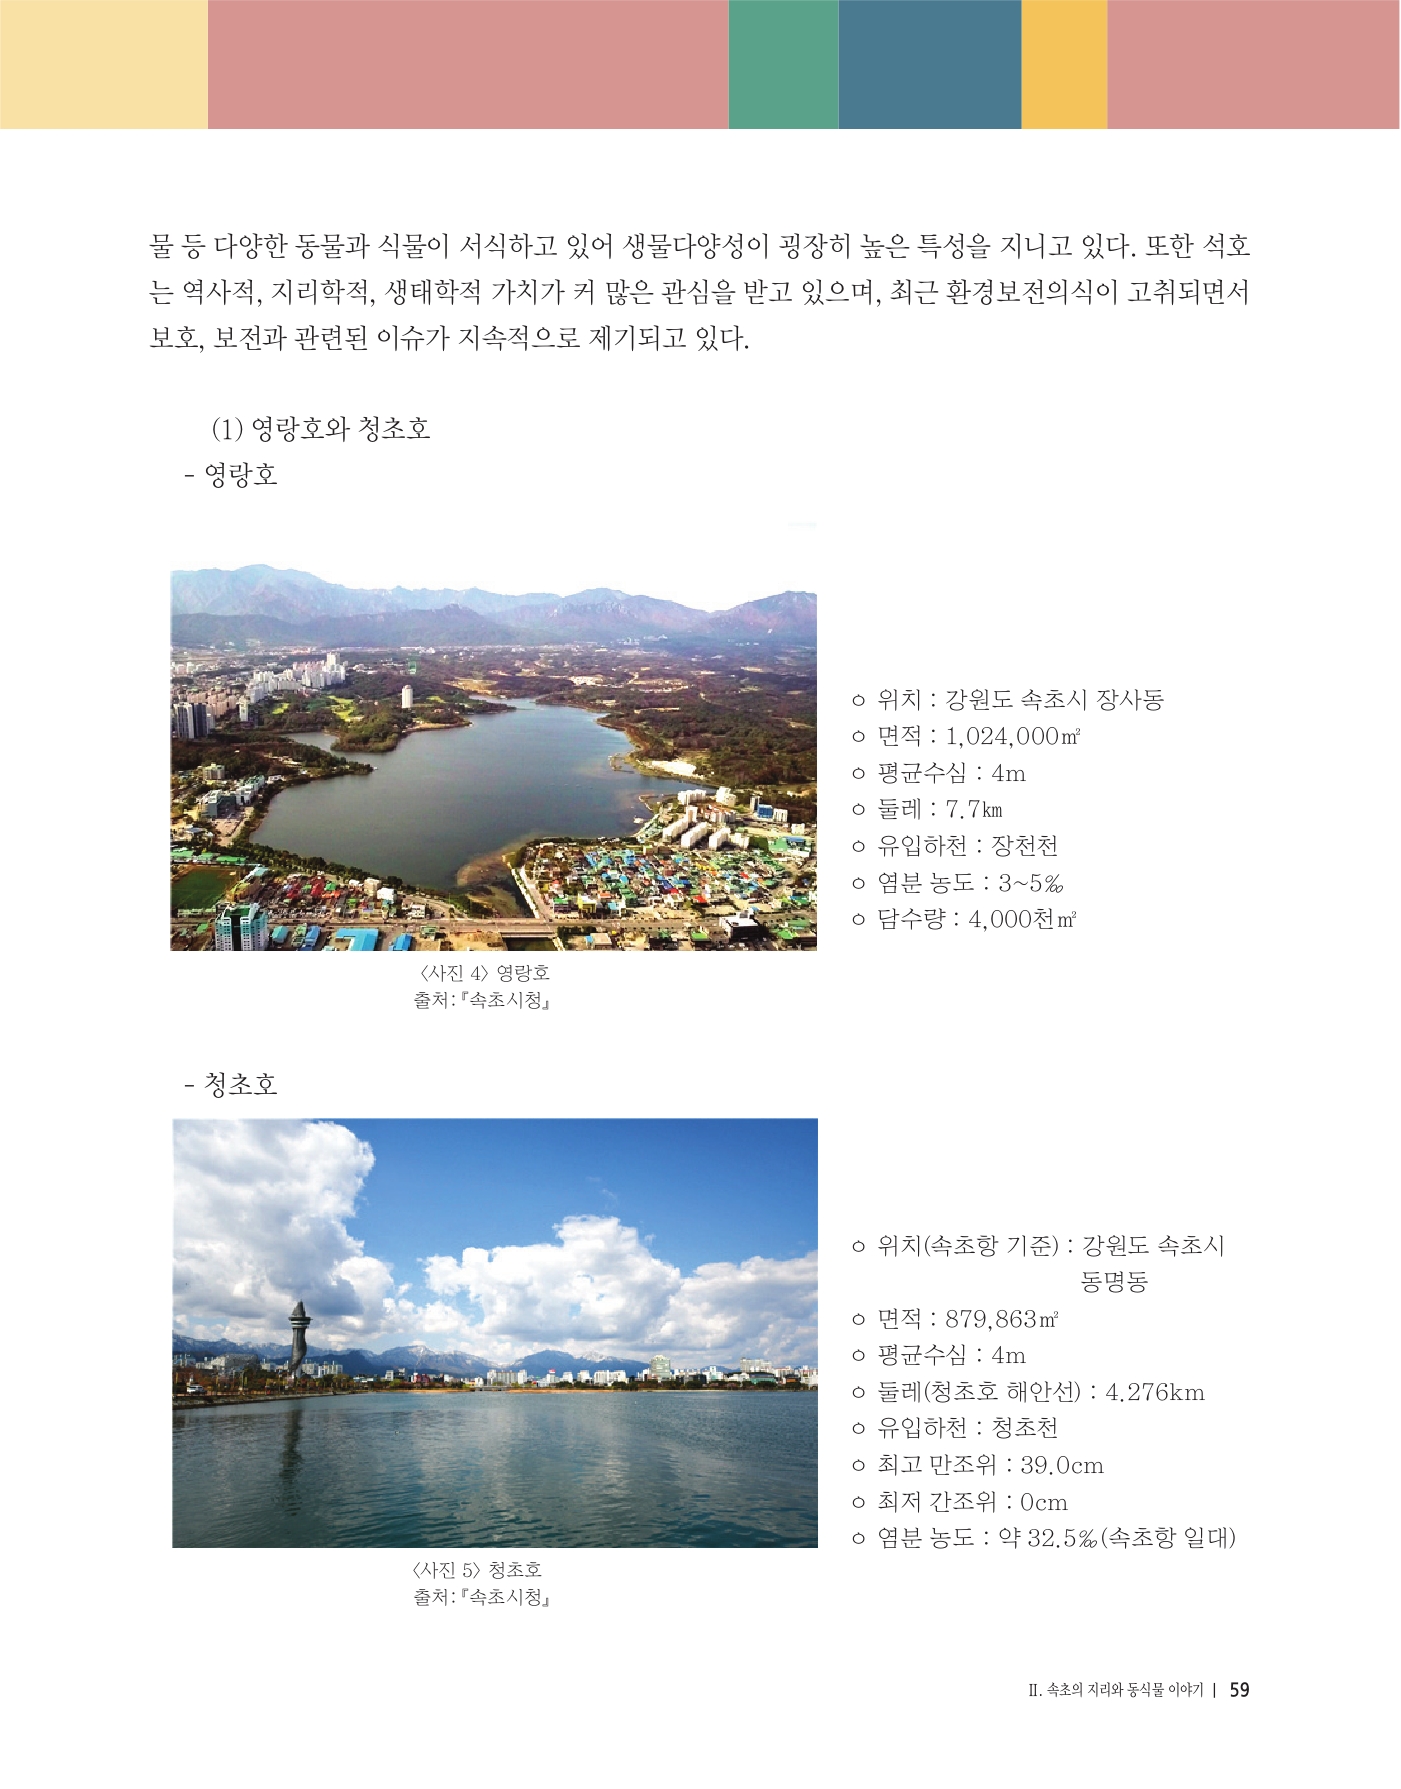 물 등 다양한 동물과 식물이 서식하고 있어 생물다양성이 굉장히 높은 특성을 지니고 있다. 또한 석호
는 역사적, 지리학적, 생태학적 가치가 커 많은 관심을 받고 있으며, 최근 환경보전의식이 고취되면서
보호, 보전과 관련된 이슈가 지속적으로 제기되고 있다.
(1) 영랑호와 청초호
- 영랑호
ㅇ 위치 : 강원도 속초시 장사동
ㅇ 면적 : 1,024,000㎡
ㅇ 평균수심 : 4m
ㅇ 둘레 : 7.7㎞
ㅇ 유입하천 : 장천천
ㅇ 염분 농도 : 3~5‰
ㅇ 담수량 : 4,000천㎡
〈사진 4〉 영랑호
출처:『속초시청』
- 청초호
ㅇ 위치(속초항 기준) : 강원도 속초시
동명동
ㅇ 면적 : 879,863㎡
ㅇ 평균수심 : 4m
ㅇ 둘레(청초호 해안선) : 4.276km
ㅇ 유입하천 : 청초천
ㅇ 최고 만조위 : 39.0cm
ㅇ 최저 간조위 : 0cm
ㅇ 염분 농도 : 약 32.5‰(속초항 일대)
〈사진 5〉 청초호
출처:『속초시청』
Ⅱ. 속초의 지리와 동식물 이야기 | 59